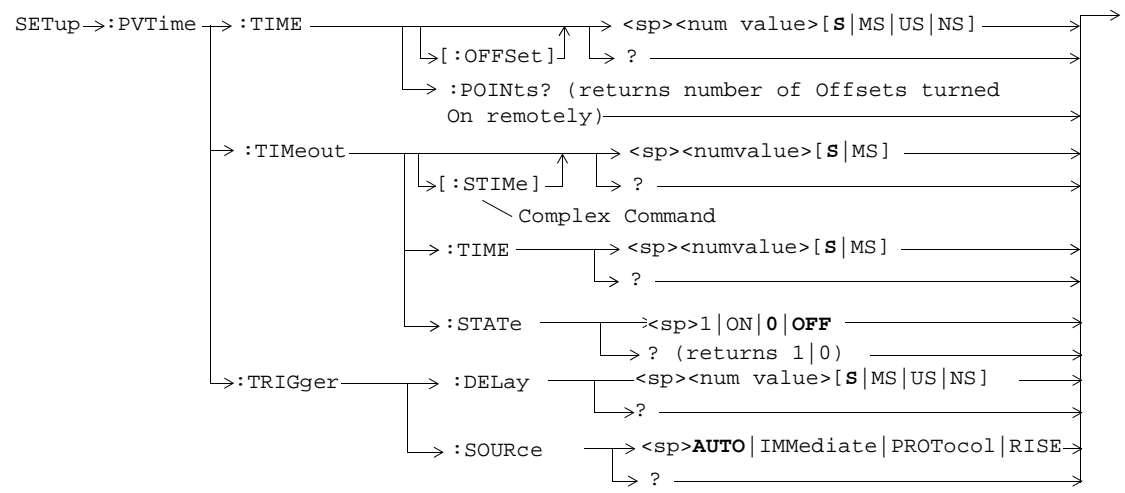 SETup :PVTime :TIME <sp><num value>[S|MS|US|NS]
[:OFFSet] ?
:POINts? (returns number of Offsets turned
On remotely)
:TIMeout <sp><numvalue>[S|MS]
[:STIMe] ?
Complex Command
:TIME <sp><numvalue>[S|MS]
?
:STATe <sp>1|ON|0|OFF
? (returns 1|0)
:TRIGger :DELay <sp><num value>[S|MS|US|NS]
?
:SOURce <sp>AUTO|IMMediate|PROTocol|RISE
?